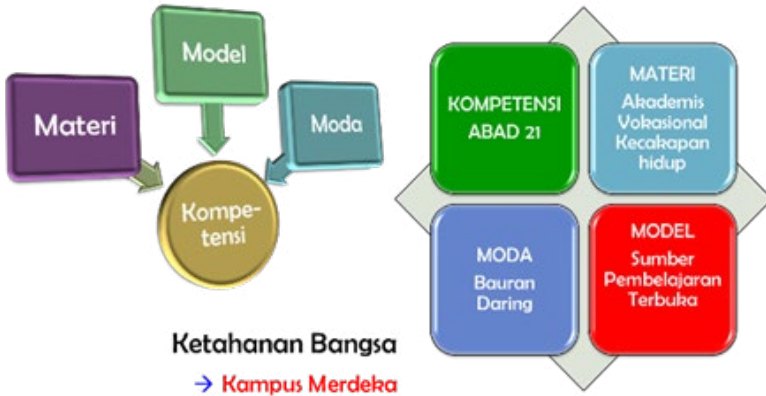 Materi
Model
Moda
Kompe-
tensi
Ketahanan Bangsa
→ Kampus Merdeka
KOMPETENSI
ABAD 21
MATERI
Akademis
Vokasional
Kecakapan
hidup
MODA
Bauran
Daring
MODEL
Sumber
Pembelajaran
Terbuka